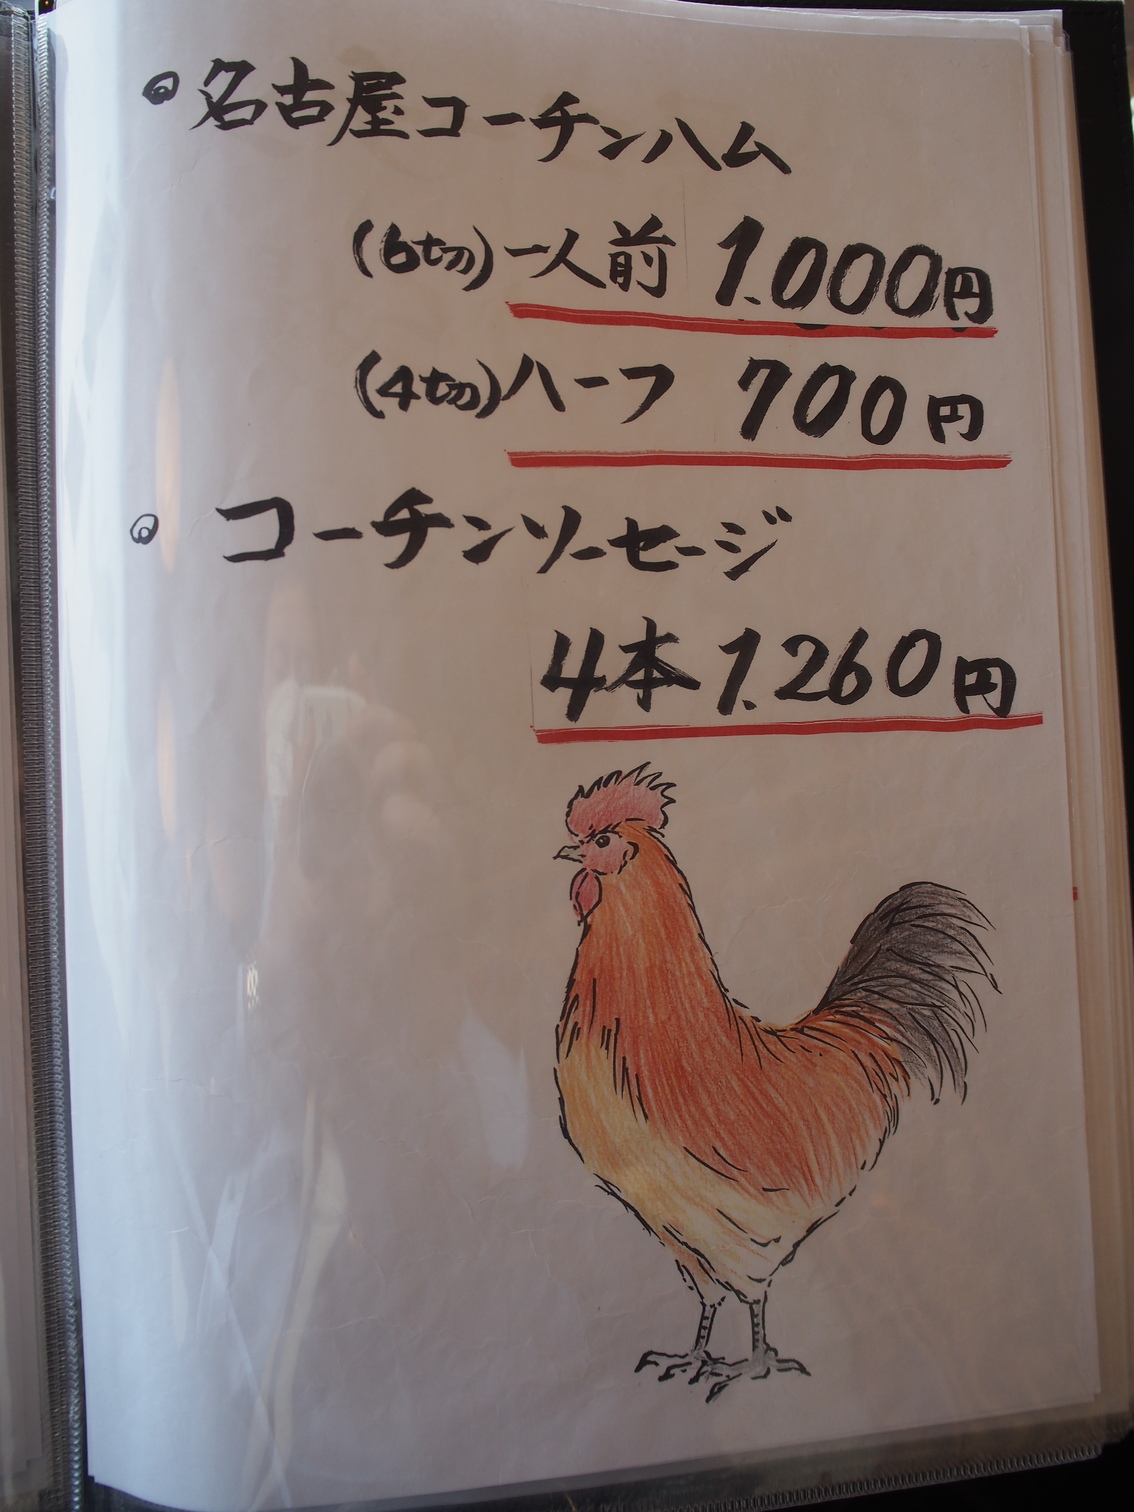 名古屋コーチンハム
(6切)一人前 1.000円
(4切)ハーフ 700円
コーチンソーセージ
4本 1.260円